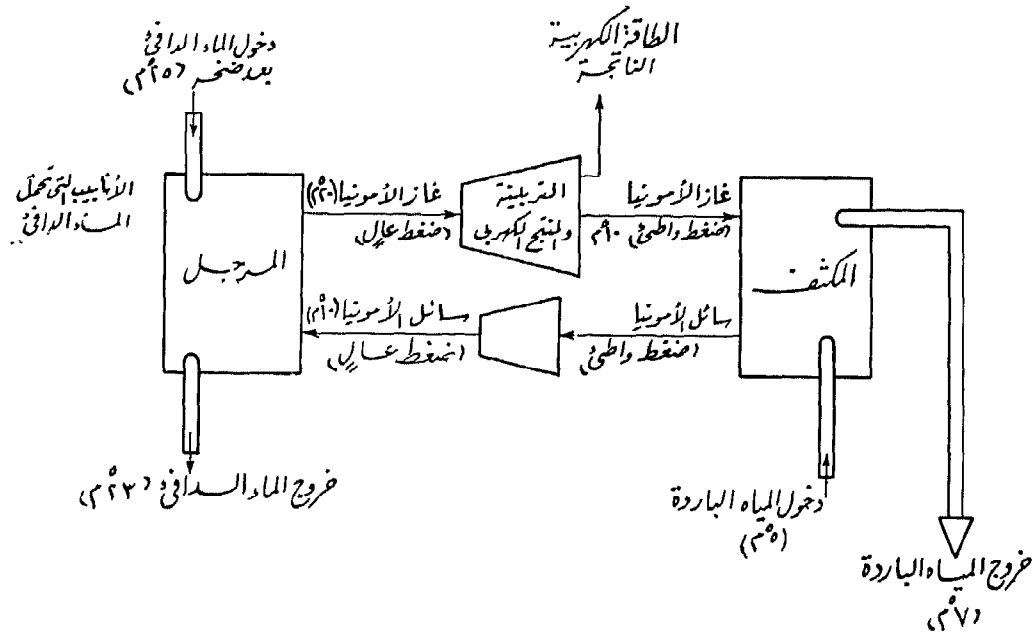 الطاقة الكهربية
الناتجة
دخول الماء الدافئ
بعد ضخه (٢٥°م)
الأنابيب التى تحمل
الماء الدافئ
غاز الأمونيا (٢٠°م)
(ضغط عالٍ)
التربينة
والمنتج الكهربى
غاز الأمونيا
(ضغط واطئ) ١٠°م
المرجل
المكثف
سائل الأمونيا (١٠°م)
(ضغط عالٍ)
سائل الأمونيا
(ضغط واطئ)
خروج الماء الدافئ (٢٣°م)
دخول المياه الباردة
(٥°م)
خروج المياه الباردة
(٧°م)